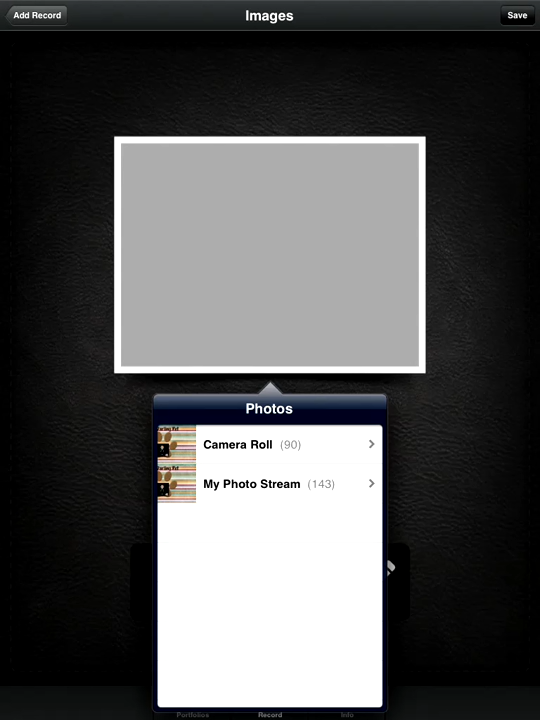 Add Record
Images
Save
Photos
Camera Roll (90)
My Photo Stream (143)
Portfolios
Record
Info